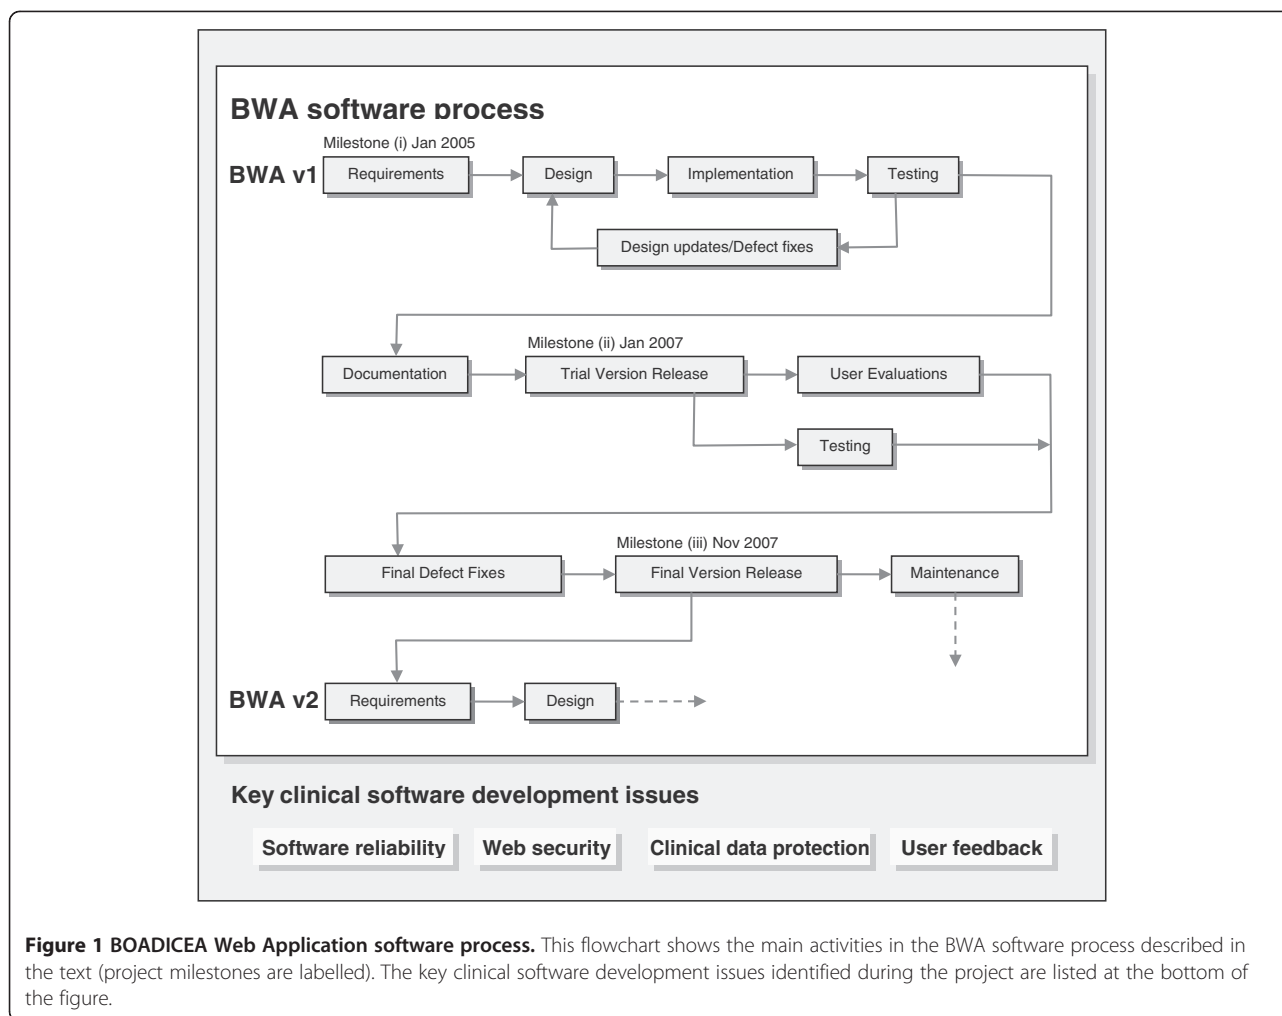 BWA software process
Milestone (i) Jan 2005
BWA v1
Requirements
Design
Implementation
Testing
Design updates/Defect fixes
Milestone (ii) Jan 2007
Documentation
Trial Version Release
User Evaluations
Testing
Milestone (iii) Nov 2007
Final Defect Fixes
Final Version Release
Maintenance
BWA v2
Requirements
Design
Key clinical software development issues
Software reliability
Web security
Clinical data protection
User feedback
Figure 1 BOADICEA Web Application software process. This flowchart shows the main activities in the BWA software process described in
the text (project milestones are labelled). The key clinical software development issues identified during the project are listed at the bottom of
the figure.